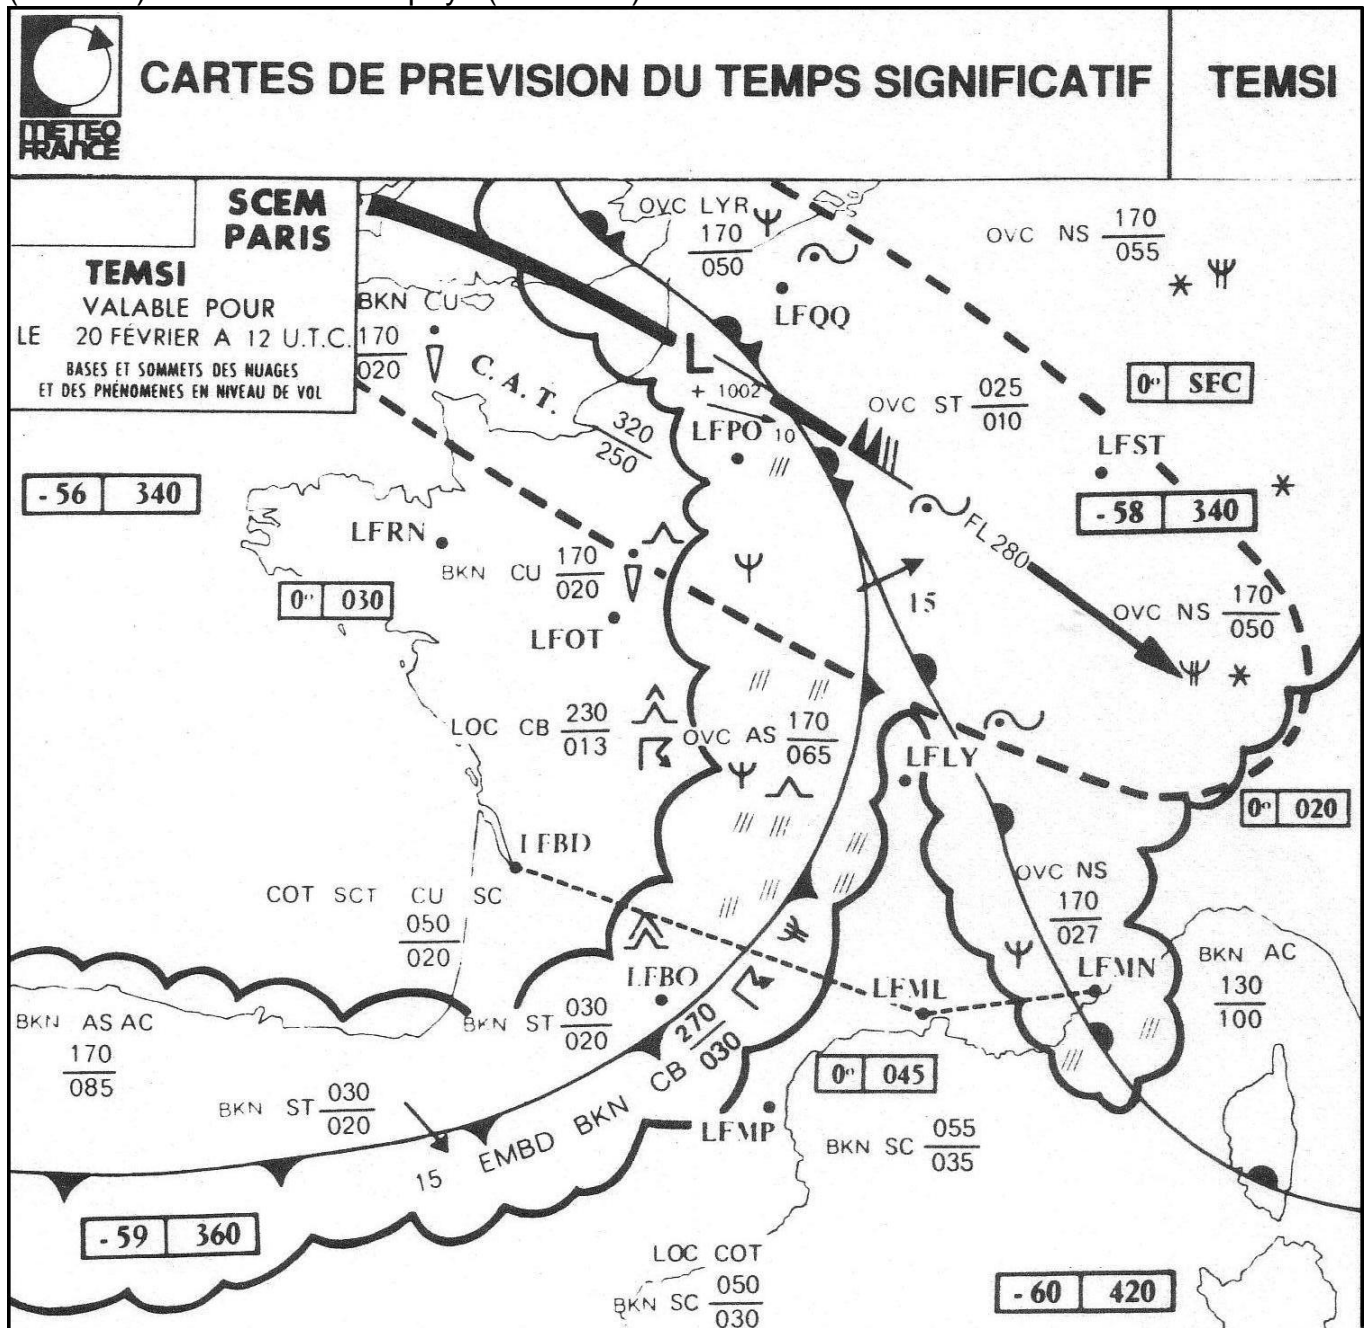 CARTES DE PREVISION DU TEMPS SIGNIFICATIF
TEMSI
METEO
FRANCE
SCEM
PARIS
TEMSI
VALABLE POUR
LE 20 FÉVRIER A 12 U.T.C.
BASES ET SOMMETS DES NUAGES
ET DES PHÉNOMENES EN NIVEAU DE VOL
OVC LYR
170
050
OVC NS 170
055
LFQQ
BKN CU
170
020
C. A. T.
320
250
L
+ 1002
LFPO
10
OVC ST 025
010
0° SFC
LFST
- 56 340
- 58 340
LFRN
FL 280
BKN CU 170
020
0° 030
15
OVC NS 170
050
LFOT
LOC CB 230
013
OVC AS 170
065
LFLY
0° 020
LFBD
OVC NS
170
027
COT SCT CU SC
050
020
LFBO
LFML
LFMN
BKN AC
130
100
BKN AS AC
170
085
BKN ST 030
020
BKN ST 030
020
15 EMBD BKN CB 270
030
0° 045
LFMP
BKN SC 055
035
- 59 360
LOC COT
BKN SC 050
030
- 60 420